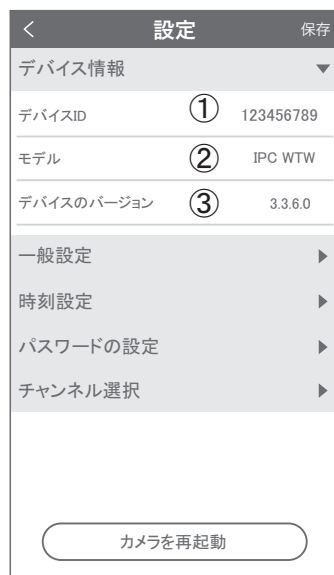 < 設定 保存
デバイス情報 ▼
デバイスID ① 123456789
モデル ② IPC WTW
デバイスのバージョン ③ 3.3.6.0
一般設定 ▶
時刻設定 ▶
パスワードの設定 ▶
チャンネル選択 ▶
カメラを再起動